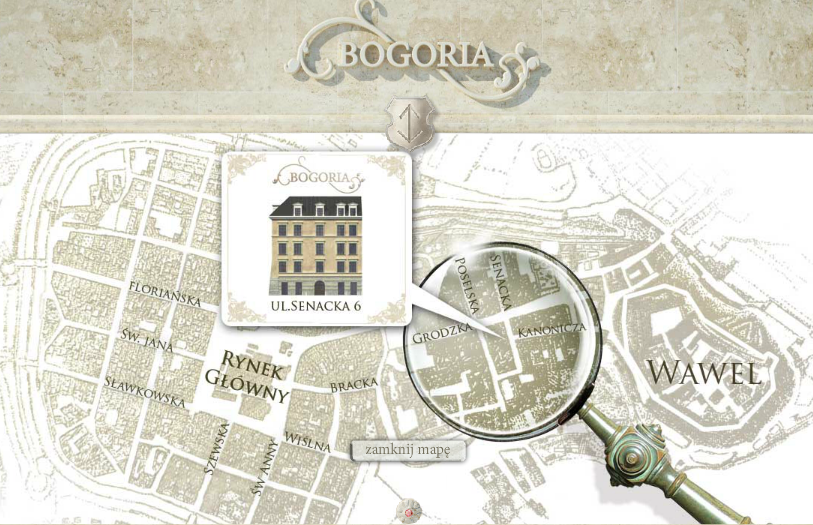 BOGORIA
BOGORIA
UL.SENACKA 6
FLORIAŃSKA
ŚW. JANA
SŁAWKOWSKA
RYNEK
GŁÓWNY
BRACKA
SZEWSKA
ŚW ANNY
WIŚLNA
POSELSKA
SENACKA
GRODZKA
KANONICZA
WAWEL
zamknij mapę